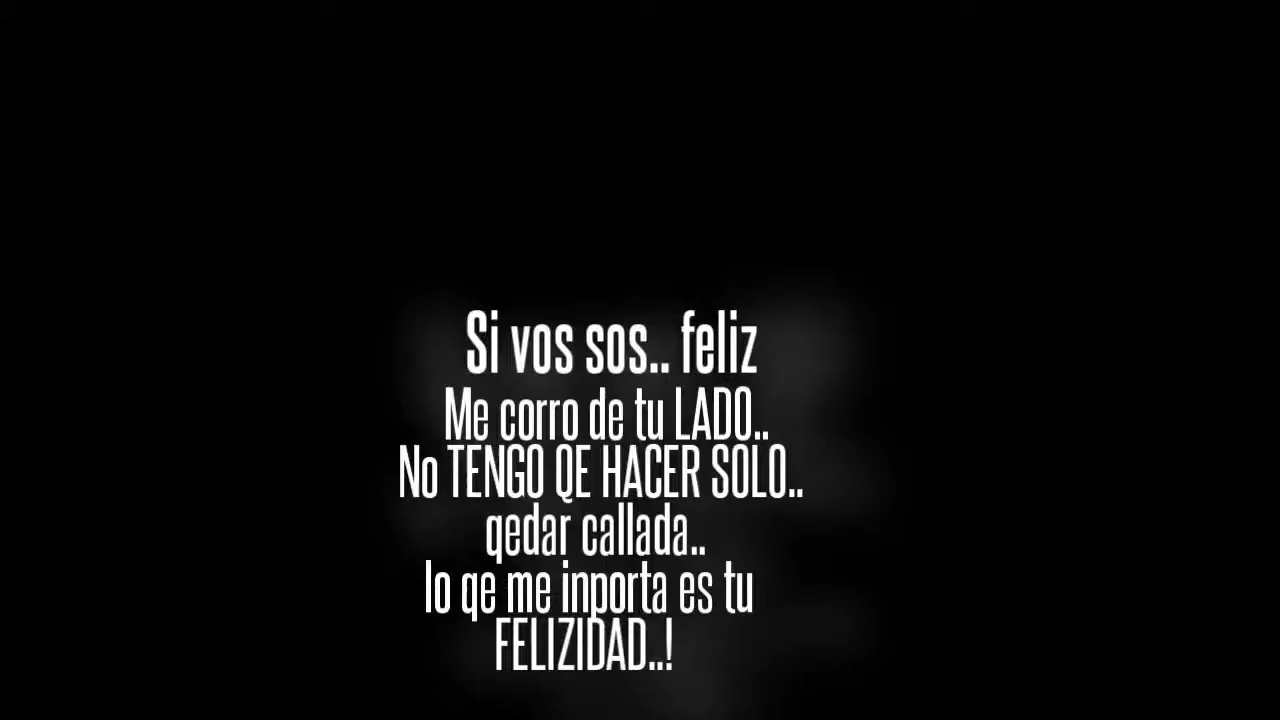 Si vos sos.. feliz
Me corro de tu LADO..
No TENGO QE HACER SOLO..
qedar callada..
lo qe me inporta es tu
FELIZIDAD..!